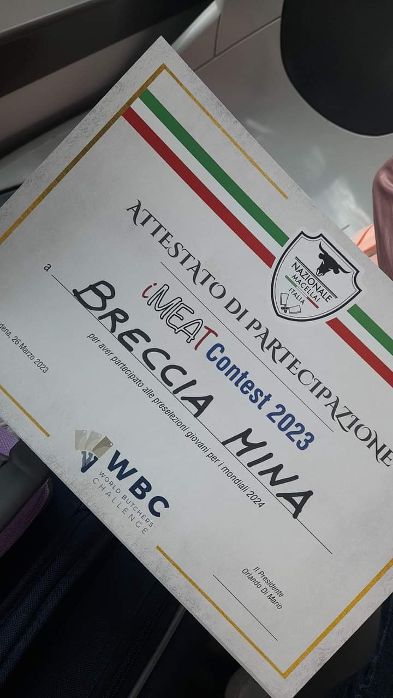 NAZIONALE
MACELLAI
ITALIA
ATTESTATO DI PARTECIPAZIONE
iMEAT Contest 2023
a BRECCIA MINA
per aver partecipato alle preselezioni giovani per i mondiali 2024
26 Marzo 2023
WBC
WORLD BUTCHERS'
CHALLENGE
Il Presidente
Orlando Di Mario